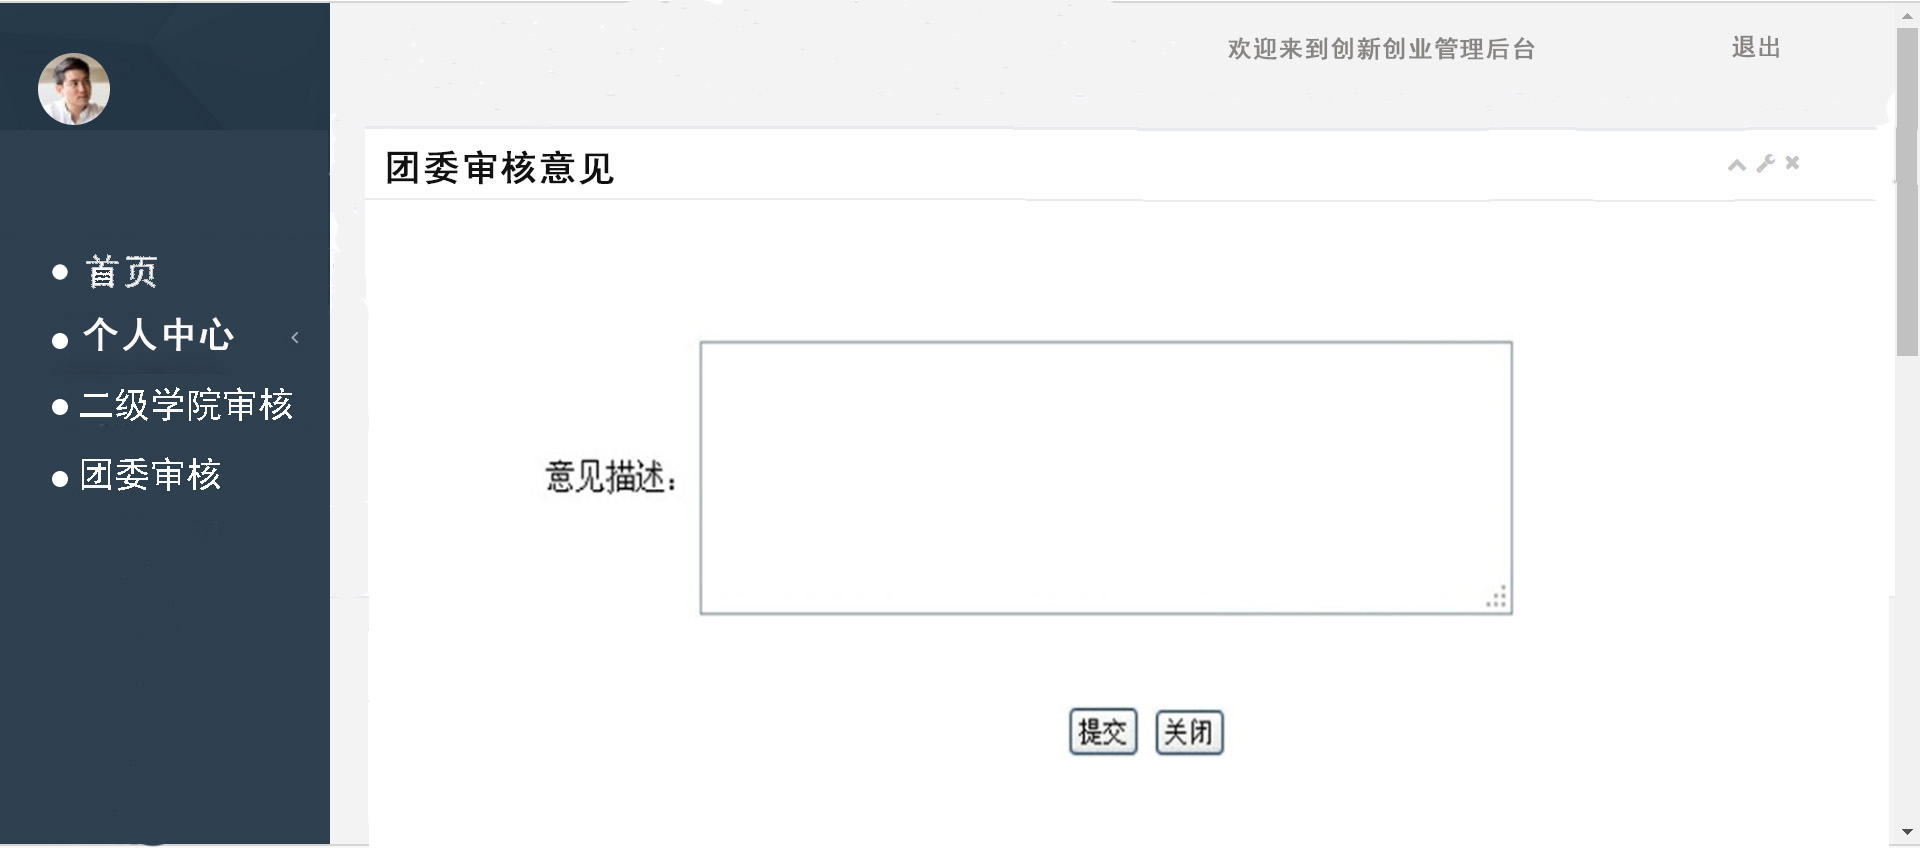 欢迎来到创新创业管理后台
退出
团委审核意见
首页
个人中心
二级学院审核
团委审核
意见描述：
提交
关闭